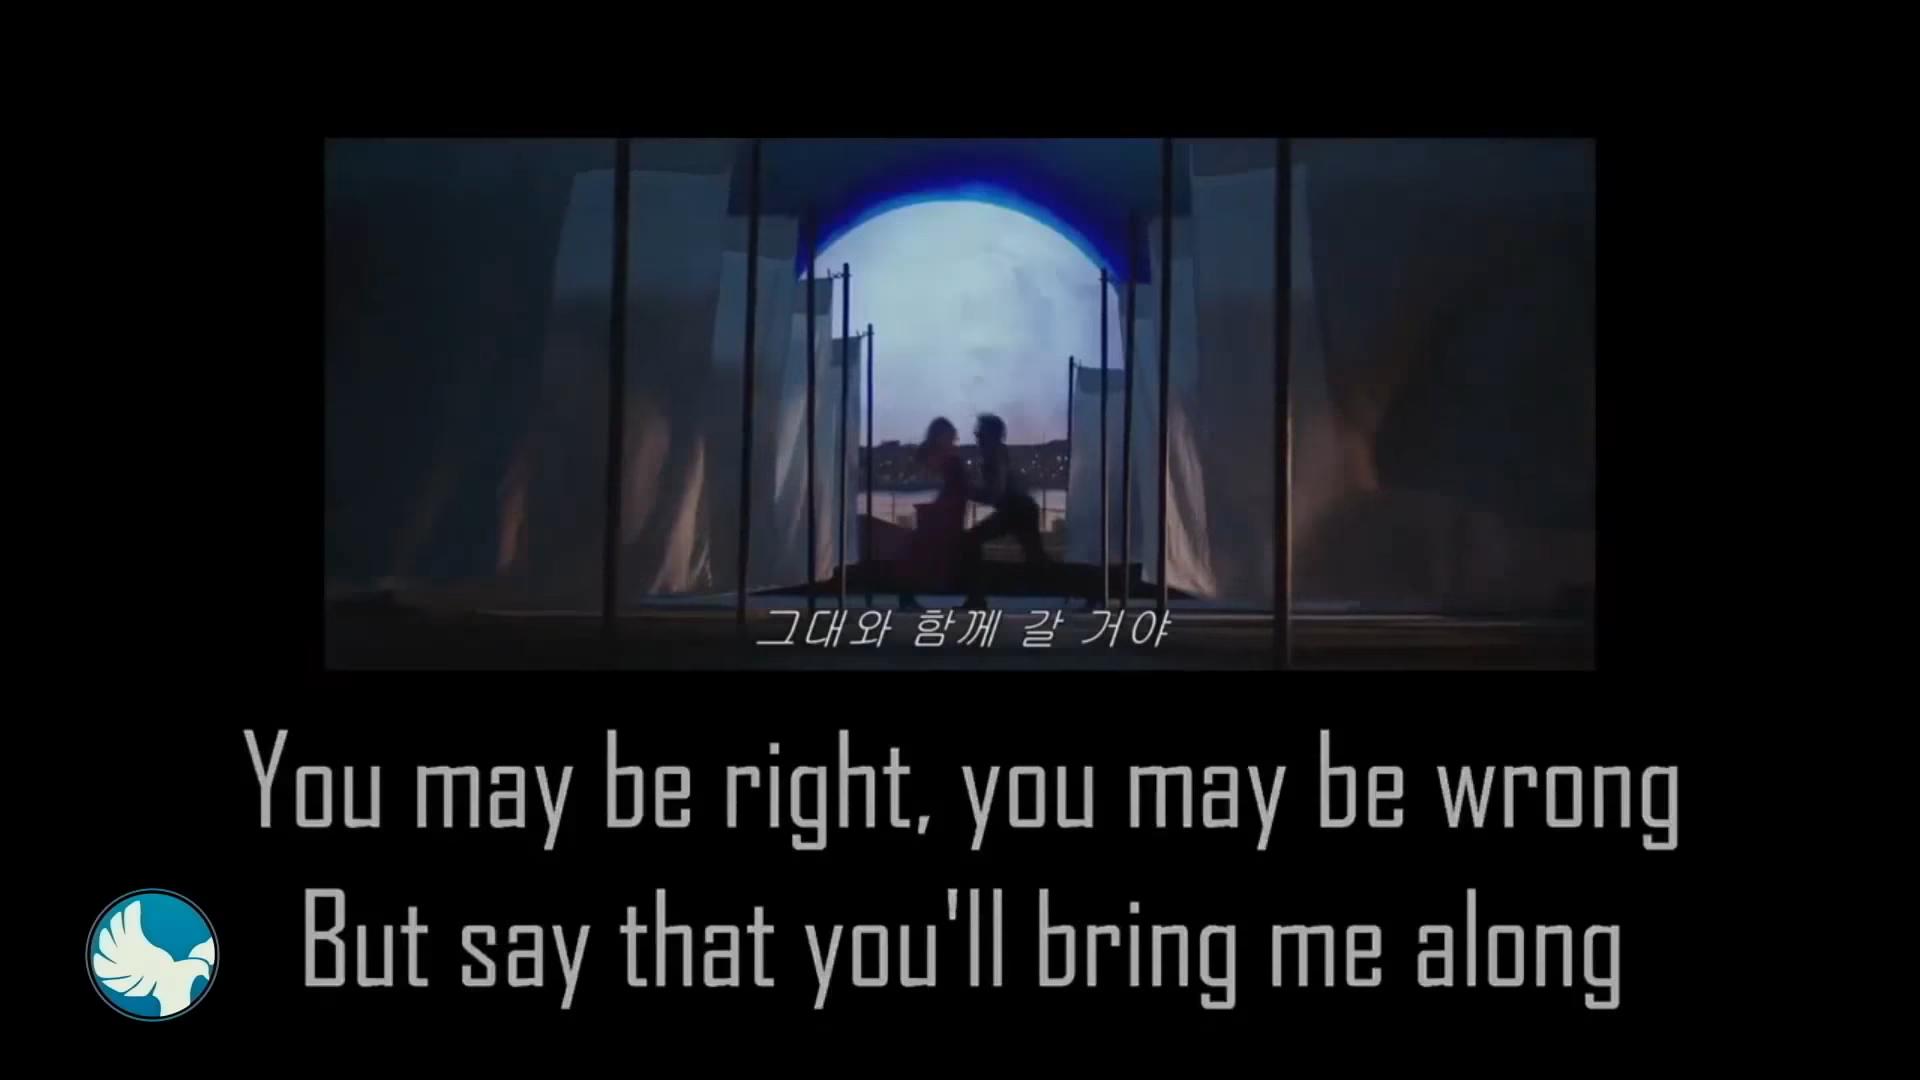 그대와 함께 갈 거야
You may be right, you may be wrong
But say that you'll bring me along